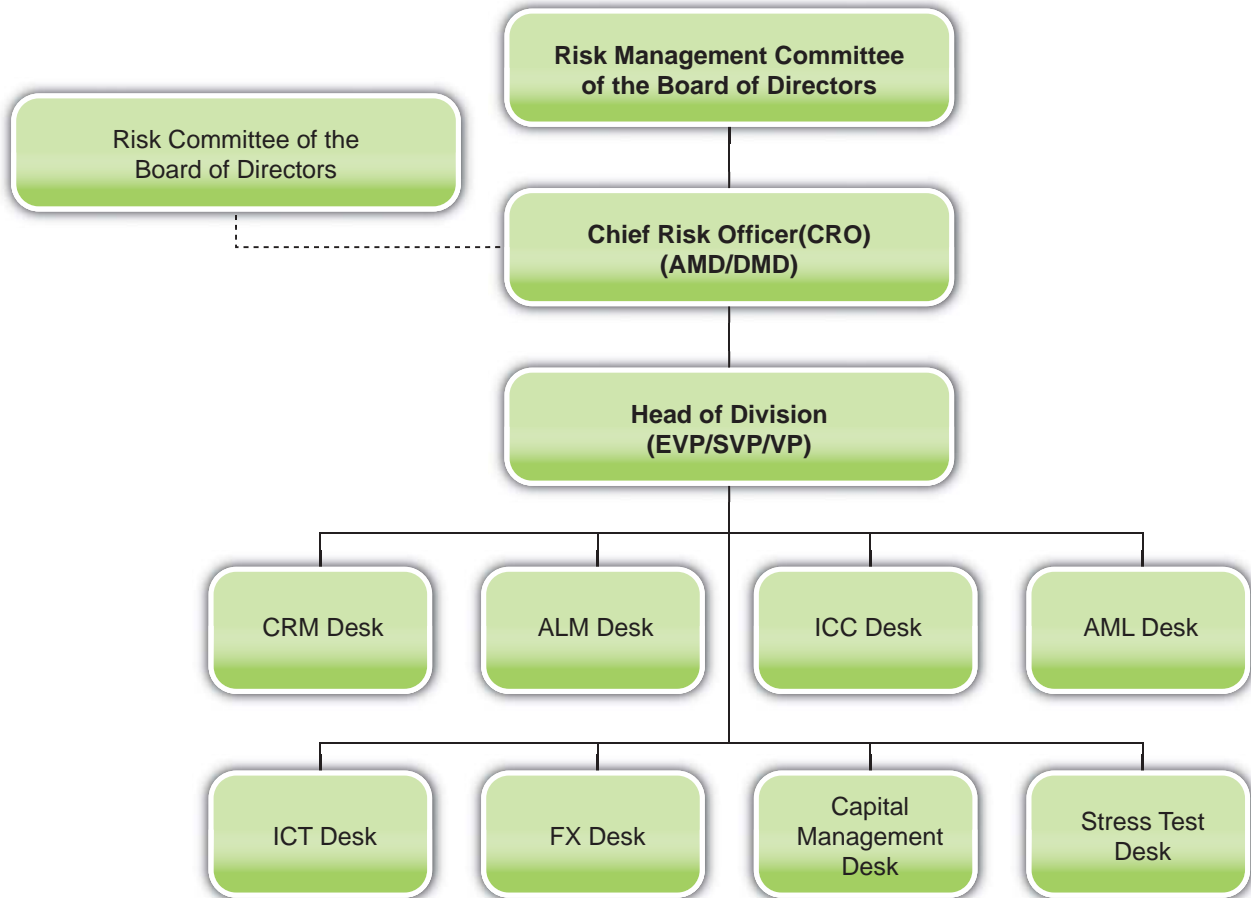 Risk Management Committee
of the Board of Directors
Risk Committee of the
Board of Directors
Chief Risk Officer(CRO)
(AMD/DMD)
Head of Division
(EVP/SVP/VP)
CRM Desk
ALM Desk
ICC Desk
AML Desk
ICT Desk
FX Desk
Capital
Management
Desk
Stress Test
Desk